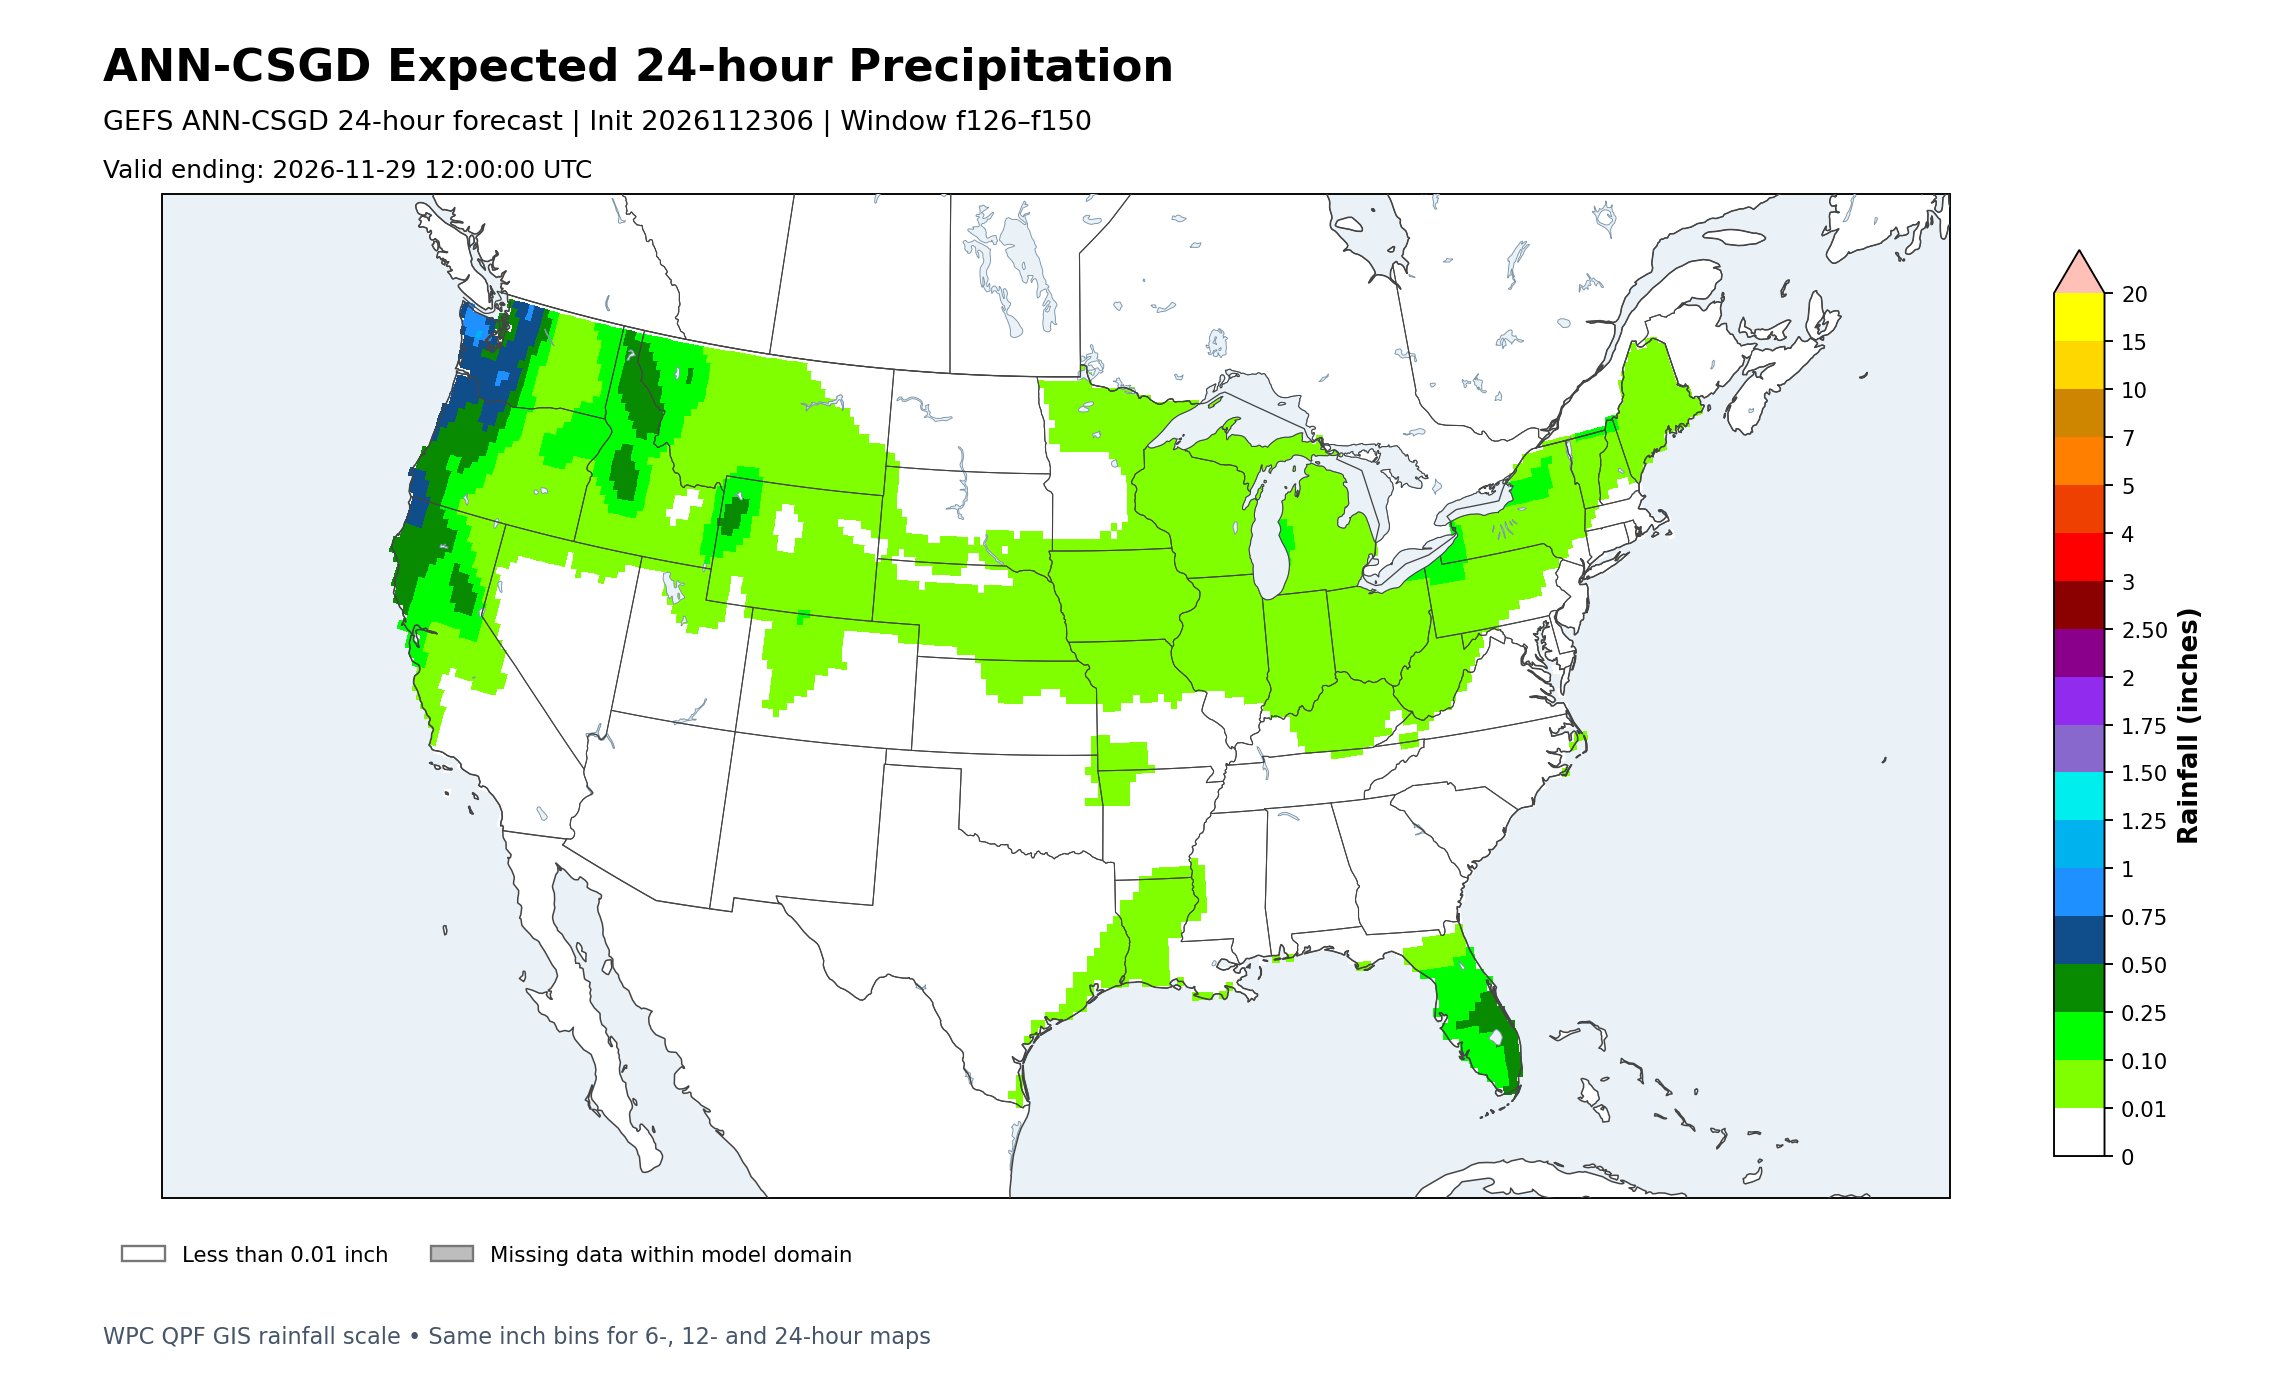 ANN-CSGD Expected 24-hour Precipitation
GEFS ANN-CSGD 24-hour forecast | Init 2026112306 | Window f126–f150
Valid ending: 2026-11-29 12:00:00 UTC
20
15
10
7
5
4
3
2.50
2
1.75
1.50
1.25
1
0.75
0.50
0.25
0.10
0.01
0
Rainfall (inches)
Less than 0.01 inch
Missing data within model domain
WPC QPF GIS rainfall scale • Same inch bins for 6-, 12- and 24-hour maps